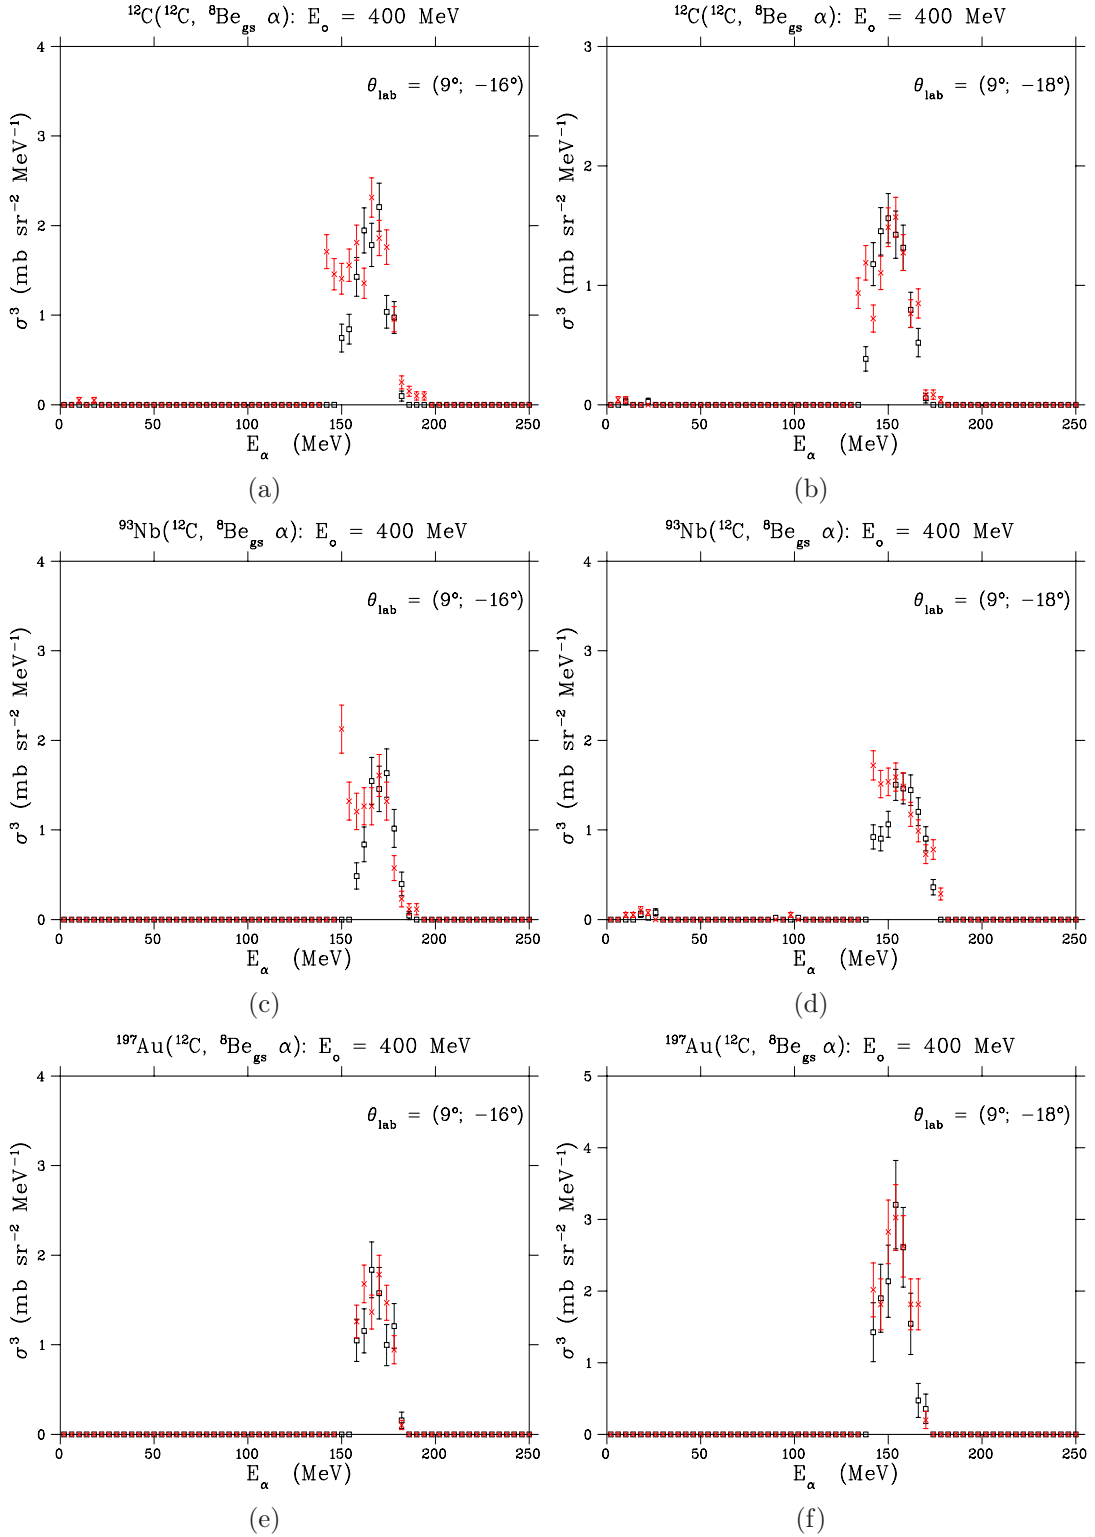 ¹²C(¹²C, ⁸Be_gs α): E_o = 400 MeV
θ_lab = (9°; −16°)
σ³ (mb sr⁻² MeV⁻¹)
4
3
2
1
0
0 50 100 150 200 250
E_α (MeV)
(a)
¹²C(¹²C, ⁸Be_gs α): E_o = 400 MeV
θ_lab = (9°; −18°)
σ³ (mb sr⁻² MeV⁻¹)
3
2
1
0
0 50 100 150 200 250
E_α (MeV)
(b)
⁹³Nb(¹²C, ⁸Be_gs α): E_o = 400 MeV
θ_lab = (9°; −16°)
σ³ (mb sr⁻² MeV⁻¹)
4
3
2
1
0
0 50 100 150 200 250
E_α (MeV)
(c)
⁹³Nb(¹²C, ⁸Be_gs α): E_o = 400 MeV
θ_lab = (9°; −18°)
σ³ (mb sr⁻² MeV⁻¹)
4
3
2
1
0
0 50 100 150 200 250
E_α (MeV)
(d)
¹⁹⁷Au(¹²C, ⁸Be_gs α): E_o = 400 MeV
θ_lab = (9°; −16°)
σ³ (mb sr⁻² MeV⁻¹)
4
3
2
1
0
0 50 100 150 200 250
E_α (MeV)
(e)
¹⁹⁷Au(¹²C, ⁸Be_gs α): E_o = 400 MeV
θ_lab = (9°; −18°)
σ³ (mb sr⁻² MeV⁻¹)
5
4
3
2
1
0
0 50 100 150 200 250
E_α (MeV)
(f)